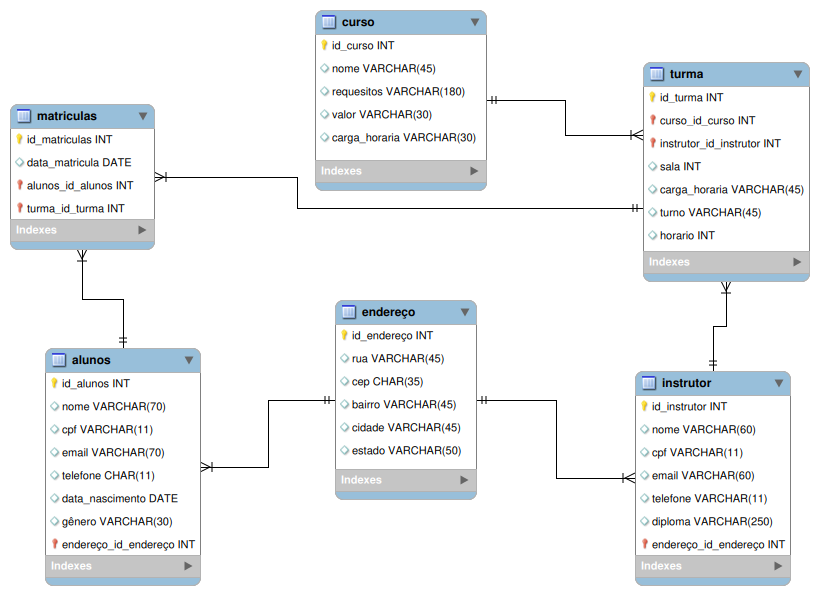 curso
id_curso INT
nome VARCHAR(45)
requesitos VARCHAR(180)
valor VARCHAR(30)
carga_horaria VARCHAR(30)
Indexes
turma
id_turma INT
curso_id_curso INT
instrutor_id_instrutor INT
sala INT
carga_horaria VARCHAR(45)
turno VARCHAR(45)
horario INT
Indexes
matriculas
id_matriculas INT
data_matricula DATE
alunos_id_alunos INT
turma_id_turma INT
Indexes
endereço
id_endereço INT
rua VARCHAR(45)
cep CHAR(35)
bairro VARCHAR(45)
cidade VARCHAR(45)
estado VARCHAR(50)
Indexes
alunos
id_alunos INT
nome VARCHAR(70)
cpf VARCHAR(11)
email VARCHAR(70)
telefone CHAR(11)
data_nascimento DATE
gênero VARCHAR(30)
endereço_id_endereço INT
Indexes
instrutor
id_instrutor INT
nome VARCHAR(60)
cpf VARCHAR(11)
email VARCHAR(60)
telefone VARCHAR(11)
diploma VARCHAR(250)
endereço_id_endereço INT
Indexes